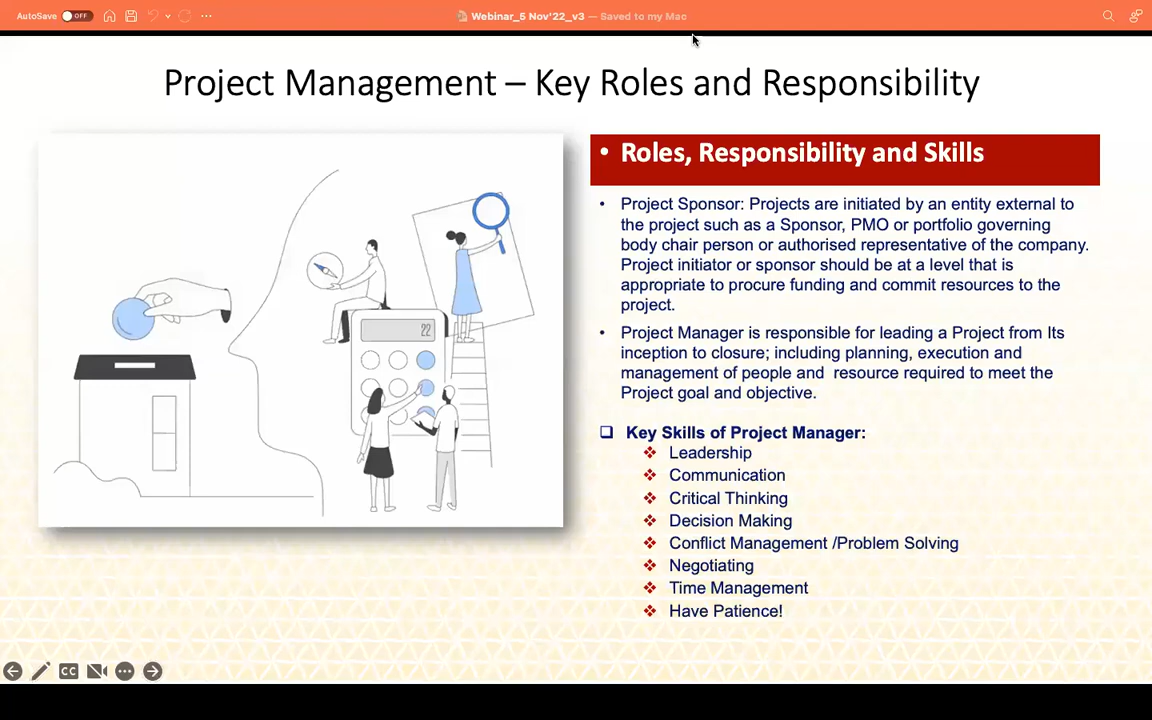 AutoSave OFF
Webinar_5 Nov'22_v3 — Saved to my Mac
Project Management – Key Roles and Responsibility
• Roles, Responsibility and Skills
• Project Sponsor: Projects are initiated by an entity external to
the project such as a Sponsor, PMO or portfolio governing
body chair person or authorised representative of the company.
Project initiator or sponsor should be at a level that is
appropriate to procure funding and commit resources to the
project.
• Project Manager is responsible for leading a Project from Its
inception to closure; including planning, execution and
management of people and resource required to meet the
Project goal and objective.
❑ Key Skills of Project Manager:
❖ Leadership
❖ Communication
❖ Critical Thinking
❖ Decision Making
❖ Conflict Management /Problem Solving
❖ Negotiating
❖ Time Management
❖ Have Patience!
22
CC